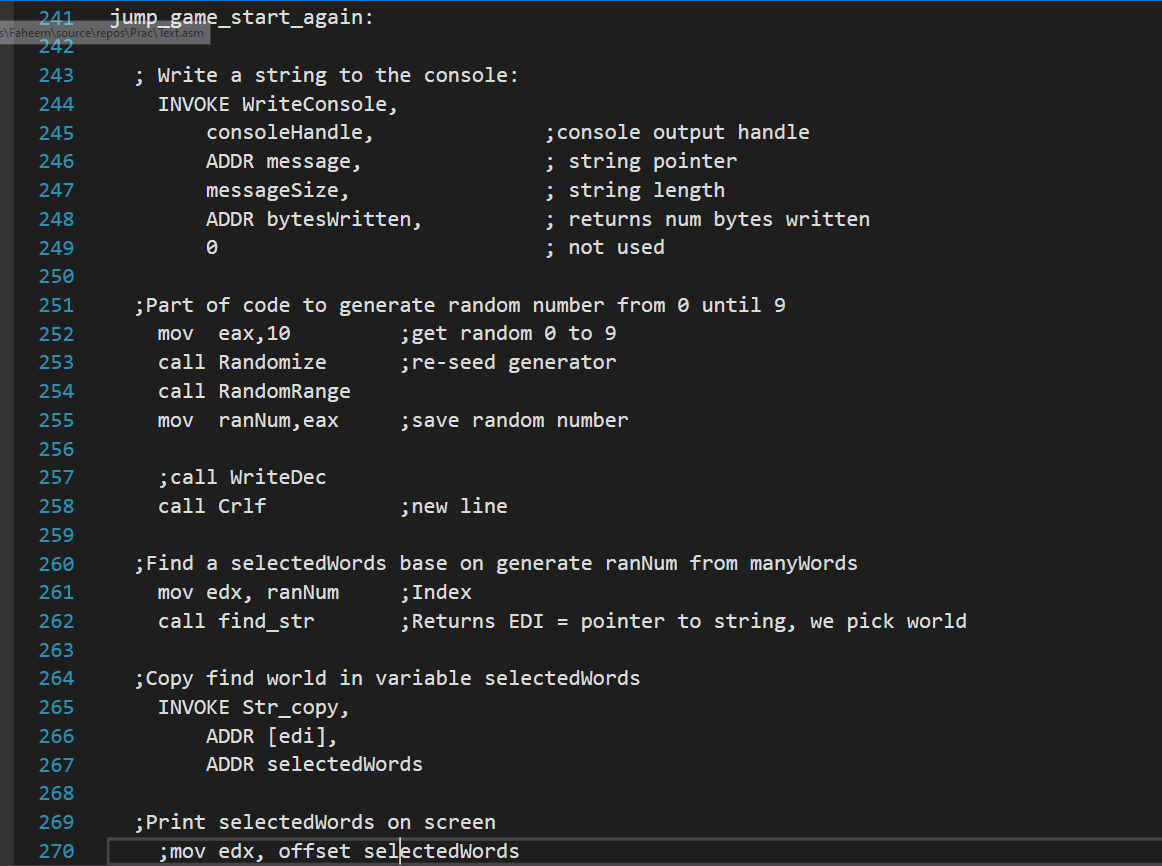 241 jump_game_start_again:
s\Faheem\source\repos\Prac\Text.asm
242
243 ; Write a string to the console:
244 INVOKE WriteConsole,
245 consoleHandle, ;console output handle
246 ADDR message, ; string pointer
247 messageSize, ; string length
248 ADDR bytesWritten, ; returns num bytes written
249 0 ; not used
250
251 ;Part of code to generate random number from 0 until 9
252 mov eax,10 ;get random 0 to 9
253 call Randomize ;re-seed generator
254 call RandomRange
255 mov ranNum,eax ;save random number
256
257 ;call WriteDec
258 call Crlf ;new line
259
260 ;Find a selectedWords base on generate ranNum from manyWords
261 mov edx, ranNum ;Index
262 call find_str ;Returns EDI = pointer to string, we pick world
263
264 ;Copy find world in variable selectedWords
265 INVOKE Str_copy,
266 ADDR [edi],
267 ADDR selectedWords
268
269 ;Print selectedWords on screen
270 ;mov edx, offset selectedWords